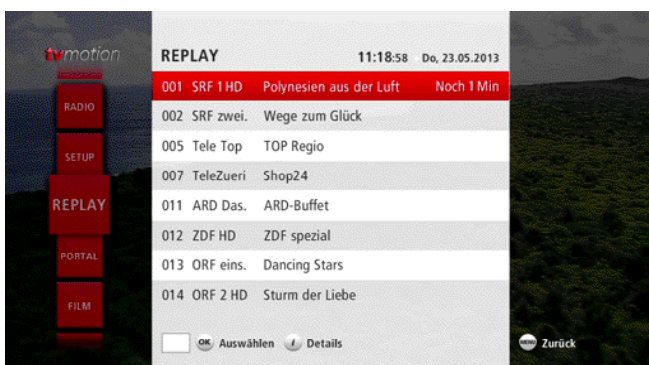 tvmotion
REPLAY 11:18:58 Do, 23.05.2013
001 SRF 1 HD Polynesien aus der Luft Noch 1 Min
002 SRF zwei. Wege zum Glück
005 Tele Top TOP Regio
007 TeleZueri Shop24
011 ARD Das. ARD-Buffet
012 ZDF HD ZDF spezial
013 ORF eins. Dancing Stars
014 ORF 2 HD Sturm der Liebe
RADIO
SETUP
REPLAY
PORTAL
FILM
OK Auswählen i Details MENU Zurück